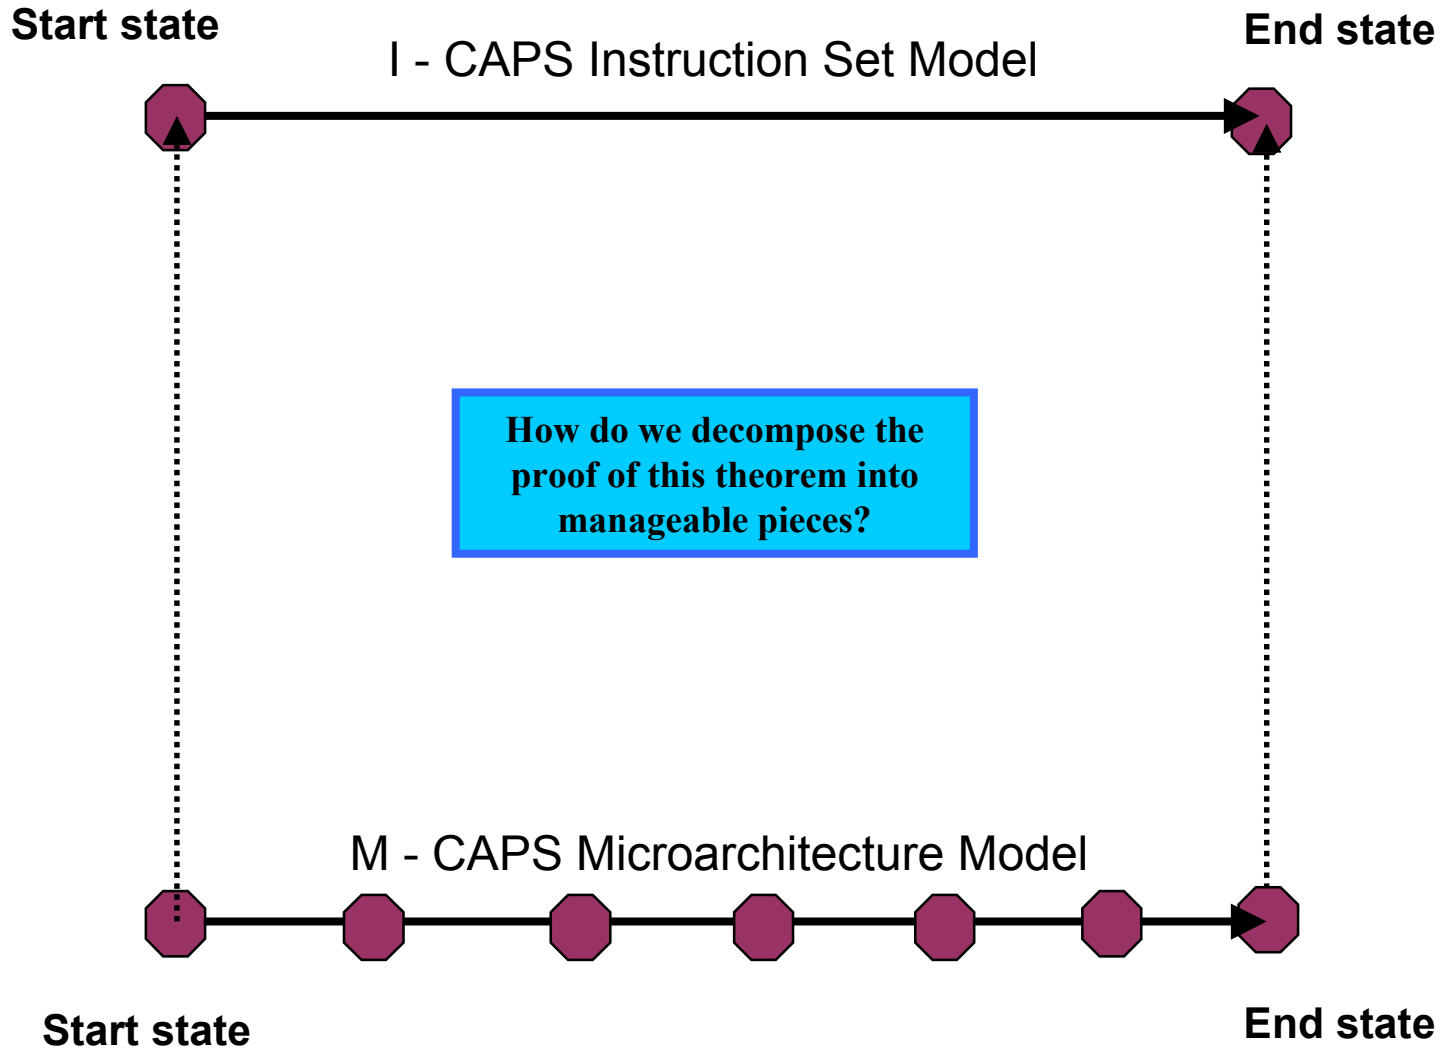 Start state
End state
I - CAPS Instruction Set Model
How do we decompose the
proof of this theorem into
manageable pieces?
M - CAPS Microarchitecture Model
Start state
End state